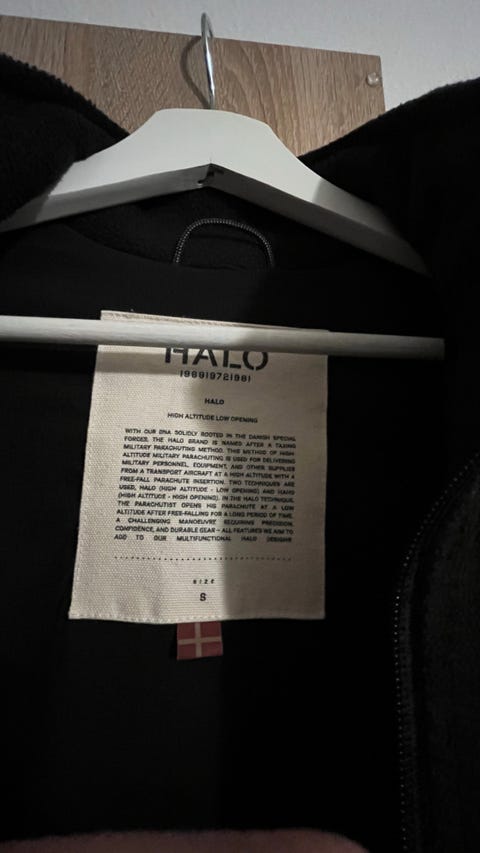 HALO
1989|1972|1981
HALO
HIGH ALTITUDE LOW OPENING
WITH OUR DNA SOLIDLY ROOTED IN THE DANISH SPECIAL
FORCES, THE HALO BRAND IS NAMED AFTER A TAXING
MILITARY PARACHUTING METHOD. THIS METHOD OF HIGH
ALTITUDE MILITARY PARACHUTING IS USED FOR DELIVERING
MILITARY PERSONNEL, EQUIPMENT, AND OTHER SUPPLIES
FROM A TRANSPORT AIRCRAFT AT A HIGH ALTITUDE WITH A
FREE-FALL PARACHUTE INSERTION. TWO TECHNIQUES ARE
USED, HALO (HIGH ALTITUDE - LOW OPENING) AND HAHO
(HIGH ALTITUDE - HIGH OPENING). IN THE HALO TECHNIQUE,
THE PARACHUTIST OPENS HIS PARACHUTE AT A LOW
ALTITUDE AFTER FREE-FALLING FOR A LONG PERIOD OF TIME.
A CHALLENGING MANOEUVRE REQUIRING PRECISION,
CONFIDENCE, AND DURABLE GEAR – ALL FEATURES WE AIM TO
ADD TO OUR MULTIFUNCTIONAL HALO DESIGNS
SIZE
S